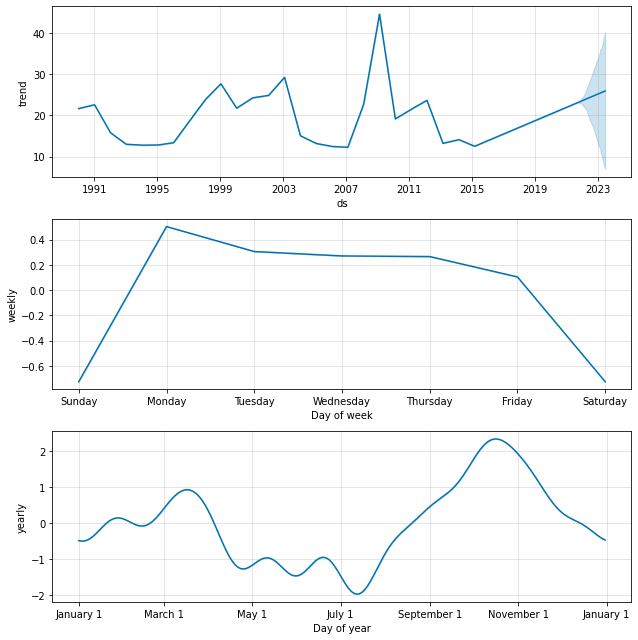 40
30
20
10
trend
1991 1995 1999 2003 2007 2011 2015 2019 2023
ds
0.4
0.2
0.0
−0.2
−0.4
−0.6
weekly
Sunday Monday Tuesday Wednesday Thursday Friday Saturday
Day of week
2
1
0
−1
−2
yearly
January 1 March 1 May 1 July 1 September 1 November 1 January 1
Day of year